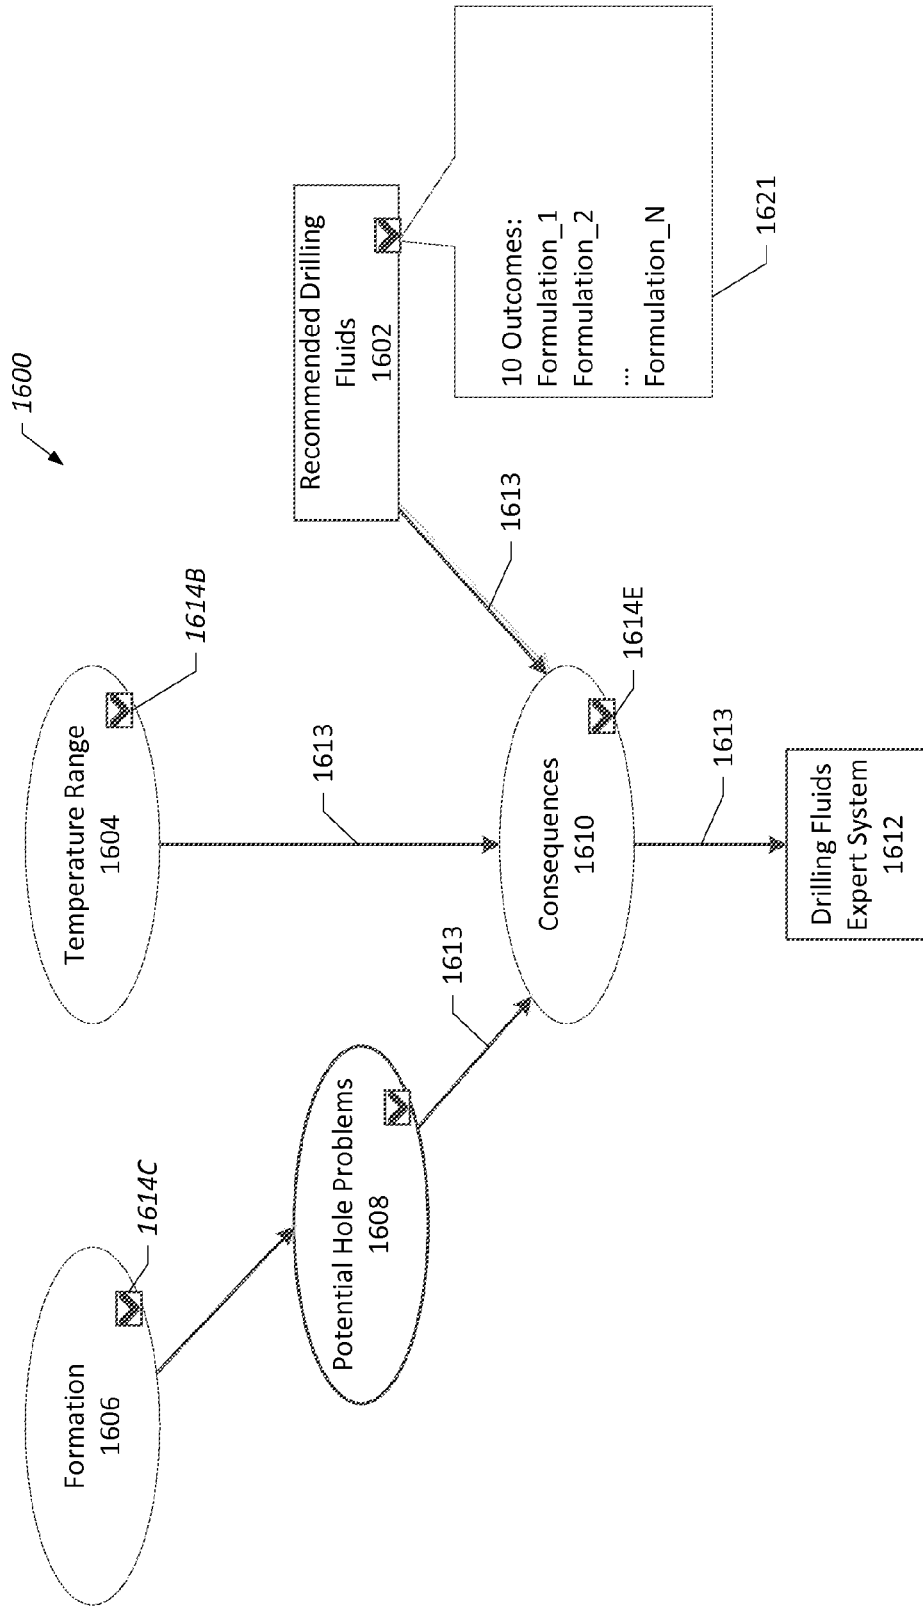 1600
Formation
1606
1614C
Temperature Range
1604
1614B
Potential Hole Problems
1608
1613
1613
Recommended Drilling
Fluids
1602
1613
10 Outcomes:
Formulation_1
Formulation_2
...
Formulation_N
1621
Consequences
1610
1614E
1613
Drilling Fluids
Expert System
1612